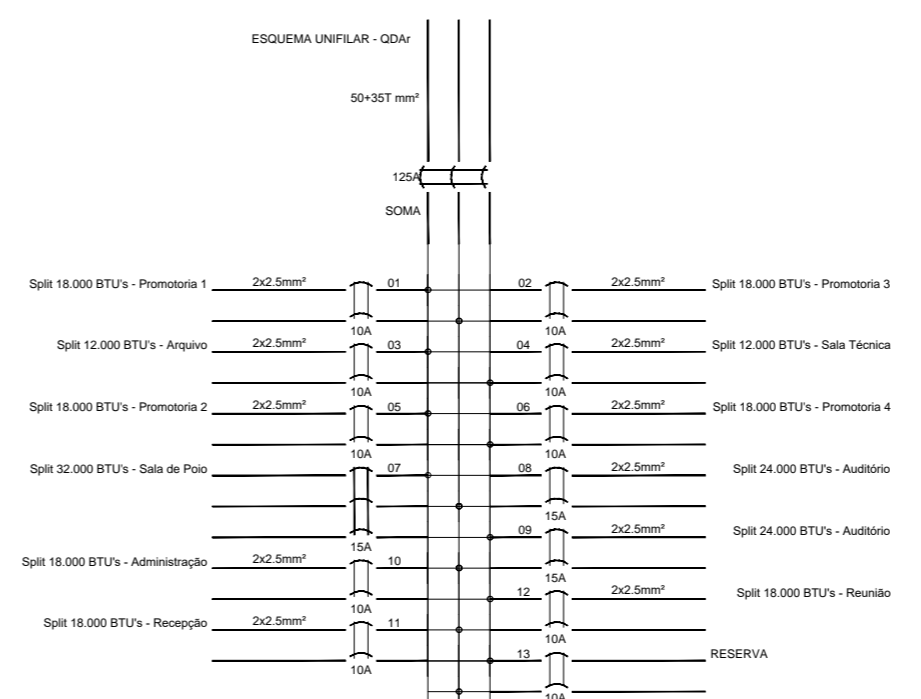 ESQUEMA UNIFILAR - QDAr
50+35T mm²
125A
SOMA
Split 18.000 BTU's - Promotoria 1 2x2.5mm² 01 02 2x2.5mm² Split 18.000 BTU's - Promotoria 3
10A 10A
Split 12.000 BTU's - Arquivo 2x2.5mm² 03 04 2x2.5mm² Split 12.000 BTU's - Sala Técnica
10A 10A
Split 18.000 BTU's - Promotoria 2 2x2.5mm² 05 06 2x2.5mm² Split 18.000 BTU's - Promotoria 4
10A 10A
Split 32.000 BTU's - Sala de Poio 07 08 2x2.5mm² Split 24.000 BTU's - Auditório
15A
09 2x2.5mm² Split 24.000 BTU's - Auditório
15A
Split 18.000 BTU's - Administração 2x2.5mm² 10
15A
12 2x2.5mm² Split 18.000 BTU's - Reunião
10A
Split 18.000 BTU's - Recepção 2x2.5mm² 11
10A
13 RESERVA
10A
10A